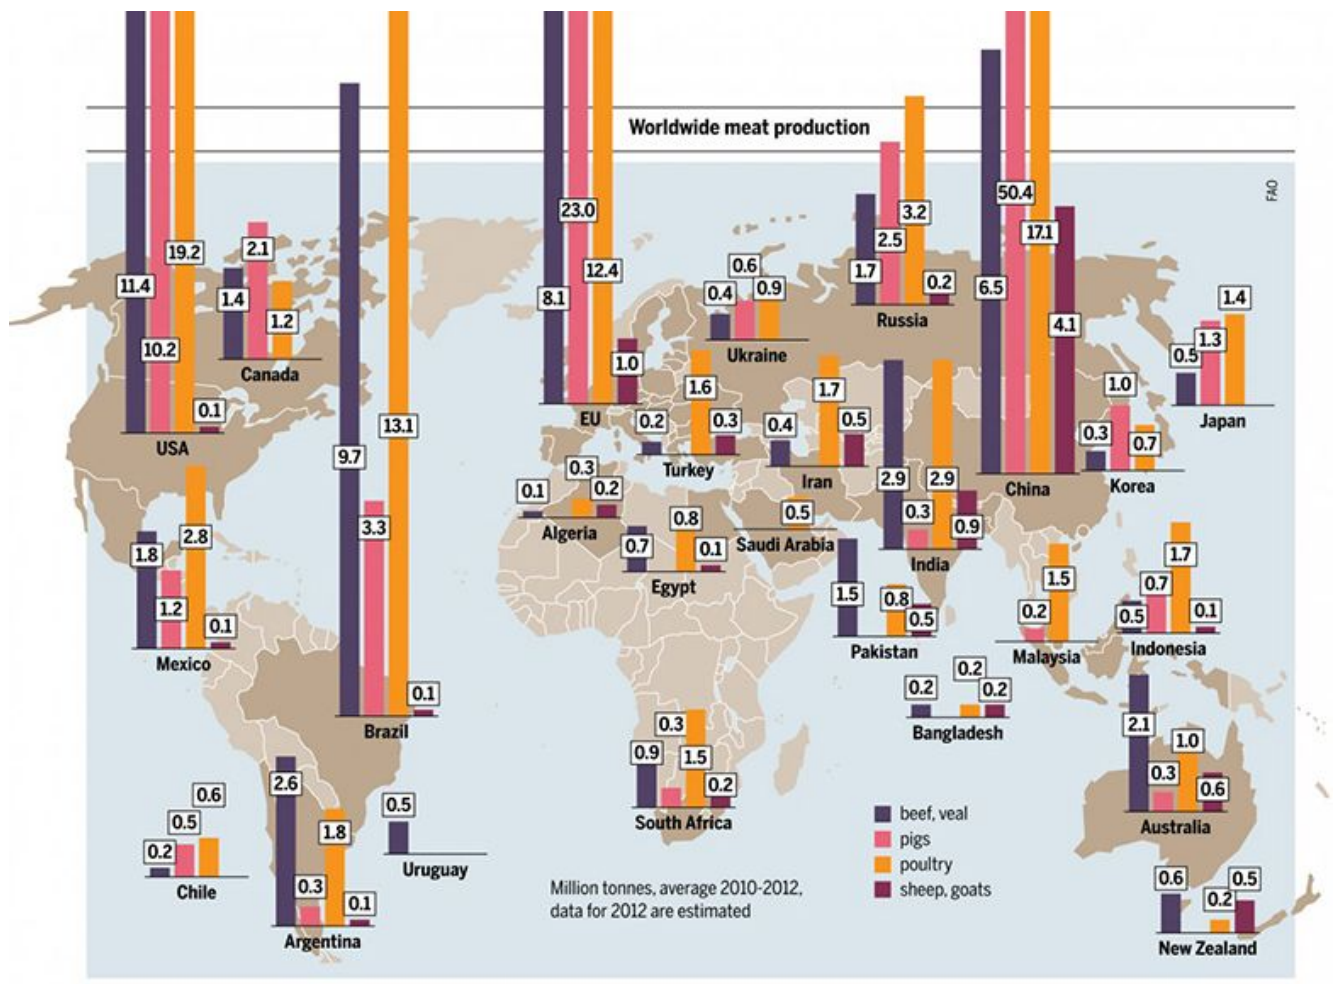 Worldwide meat production
FAO
11.4
10.2
19.2
0.1
USA
1.4
2.1
1.2
Canada
9.7
3.3
13.1
0.1
Brazil
8.1
23.0
12.4
1.0
EU
0.4
0.6
0.9
Ukraine
1.7
2.5
3.2
0.2
Russia
6.5
50.4
17.1
4.1
China
0.5
1.3
1.4
Japan
0.3
1.0
0.7
Korea
0.2
1.6
0.3
Turkey
0.4
1.7
0.5
Iran
2.9
0.3
2.9
0.9
India
0.1
0.3
0.2
Algeria
0.7
0.8
0.1
Egypt
0.5
Saudi Arabia
1.8
1.2
2.8
0.1
Mexico
1.5
0.8
0.5
Pakistan
0.2
1.5
Malaysia
0.5
0.7
1.7
0.1
Indonesia
0.2
0.2
0.2
Bangladesh
0.9
0.3
1.5
0.2
South Africa
2.1
0.3
1.0
0.6
Australia
0.2
0.5
0.6
Chile
2.6
0.3
1.8
0.1
Argentina
0.5
Uruguay
0.6
0.2
0.5
New Zealand
beef, veal
pigs
poultry
sheep, goats
Million tonnes, average 2010-2012,
data for 2012 are estimated